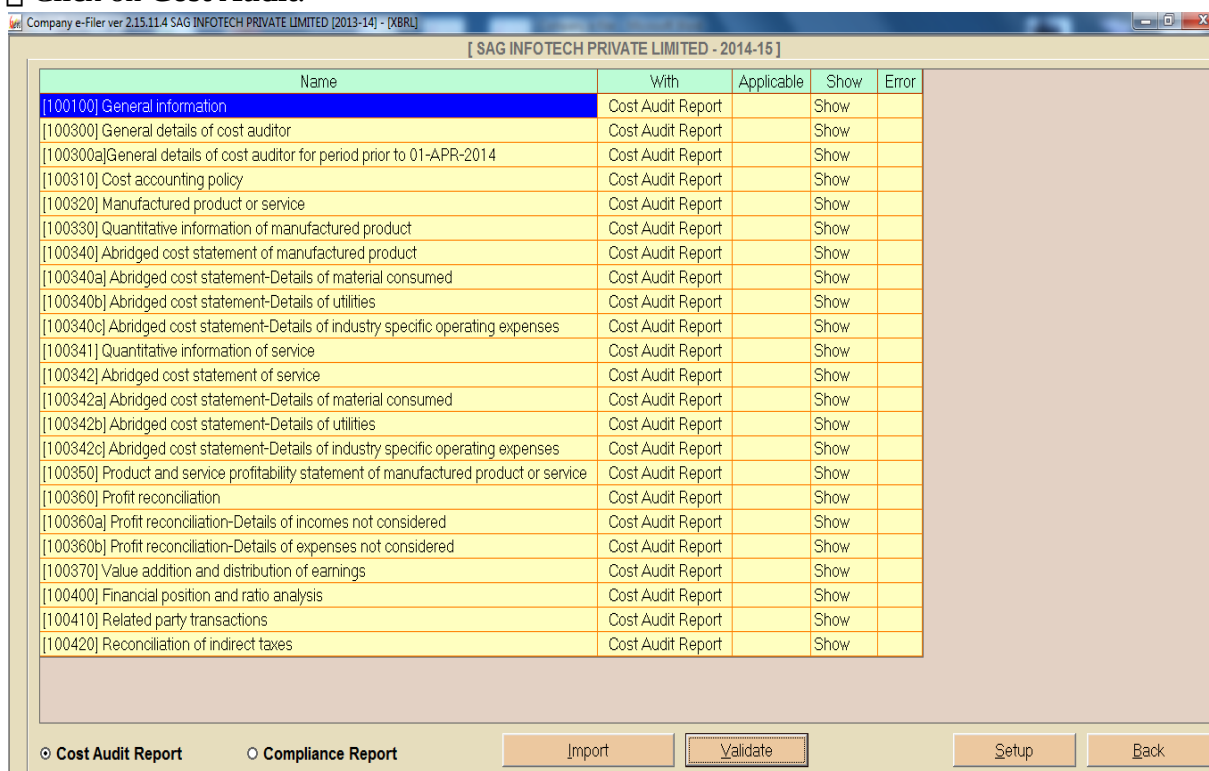 Click on Cost Audit.
Company e-Filer ver 2.15.11.4 SAG INFOTECH PRIVATE LIMITED [2013-14] - [XBRL]
[ SAG INFOTECH PRIVATE LIMITED - 2014-15 ]
Name With Applicable Show Error
[100100] General information Cost Audit Report Show
[100300] General details of cost auditor Cost Audit Report Show
[100300a]General details of cost auditor for period prior to 01-APR-2014 Cost Audit Report Show
[100310] Cost accounting policy Cost Audit Report Show
[100320] Manufactured product or service Cost Audit Report Show
[100330] Quantitative information of manufactured product Cost Audit Report Show
[100340] Abridged cost statement of manufactured product Cost Audit Report Show
[100340a] Abridged cost statement-Details of material consumed Cost Audit Report Show
[100340b] Abridged cost statement-Details of utilities Cost Audit Report Show
[100340c] Abridged cost statement-Details of industry specific operating expenses Cost Audit Report Show
[100341] Quantitative information of service Cost Audit Report Show
[100342] Abridged cost statement of service Cost Audit Report Show
[100342a] Abridged cost statement-Details of material consumed Cost Audit Report Show
[100342b] Abridged cost statement-Details of utilities Cost Audit Report Show
[100342c] Abridged cost statement-Details of industry specific operating expenses Cost Audit Report Show
[100350] Product and service profitability statement of manufactured product or service Cost Audit Report Show
[100360] Profit reconciliation Cost Audit Report Show
[100360a] Profit reconciliation-Details of incomes not considered Cost Audit Report Show
[100360b] Profit reconciliation-Details of expenses not considered Cost Audit Report Show
[100370] Value addition and distribution of earnings Cost Audit Report Show
[100400] Financial position and ratio analysis Cost Audit Report Show
[100410] Related party transactions Cost Audit Report Show
[100420] Reconciliation of indirect taxes Cost Audit Report Show
Cost Audit Report Compliance Report Import Validate Setup Back